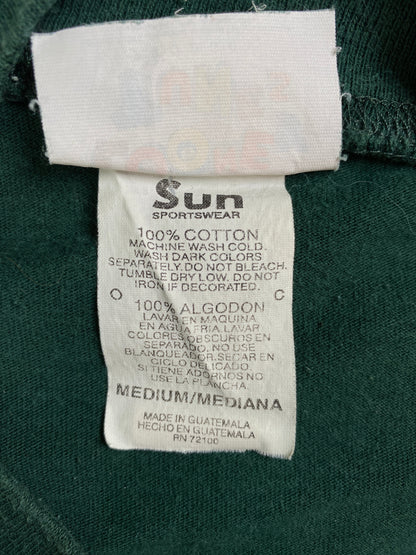 Sun
SPORTSWEAR
100% COTTON
MACHINE WASH COLD.
WASH DARK COLORS
SEPARATELY. DO NOT BLEACH.
TUMBLE DRY LOW. DO NOT
IRON IF DECORATED.
100% ALGODON
LAVAR EN MAQUINA
EN AGUA FRIA. LAVAR
COLORES OBSCUROS EN
SEPARADO. NO USE
BLANQUEADOR. SECAR EN
CICLO DELICADO.
SI TIENE ADORNOS NO
USE LA PLANCHA.
MEDIUM/MEDIANA
MADE IN GUATEMALA
HECHO EN GUATEMALA
RN 72100